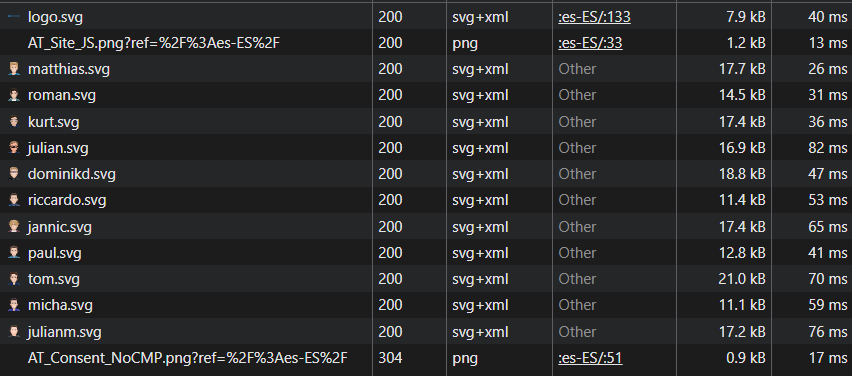 logo.svg 200 svg+xml :es-ES/:133 7.9 kB 40 ms
AT_Site_JS.png?ref=%2F%3Aes-ES%2F 200 png :es-ES/:33 1.2 kB 13 ms
matthias.svg 200 svg+xml Other 17.7 kB 26 ms
roman.svg 200 svg+xml Other 14.5 kB 31 ms
kurt.svg 200 svg+xml Other 17.4 kB 36 ms
julian.svg 200 svg+xml Other 16.9 kB 82 ms
dominikd.svg 200 svg+xml Other 18.8 kB 47 ms
riccardo.svg 200 svg+xml Other 11.4 kB 53 ms
jannic.svg 200 svg+xml Other 17.4 kB 65 ms
paul.svg 200 svg+xml Other 12.8 kB 41 ms
tom.svg 200 svg+xml Other 21.0 kB 70 ms
micha.svg 200 svg+xml Other 11.1 kB 59 ms
julianm.svg 200 svg+xml Other 17.2 kB 76 ms
AT_Consent_NoCMP.png?ref=%2F%3Aes-ES%2F 304 png :es-ES/:51 0.9 kB 17 ms